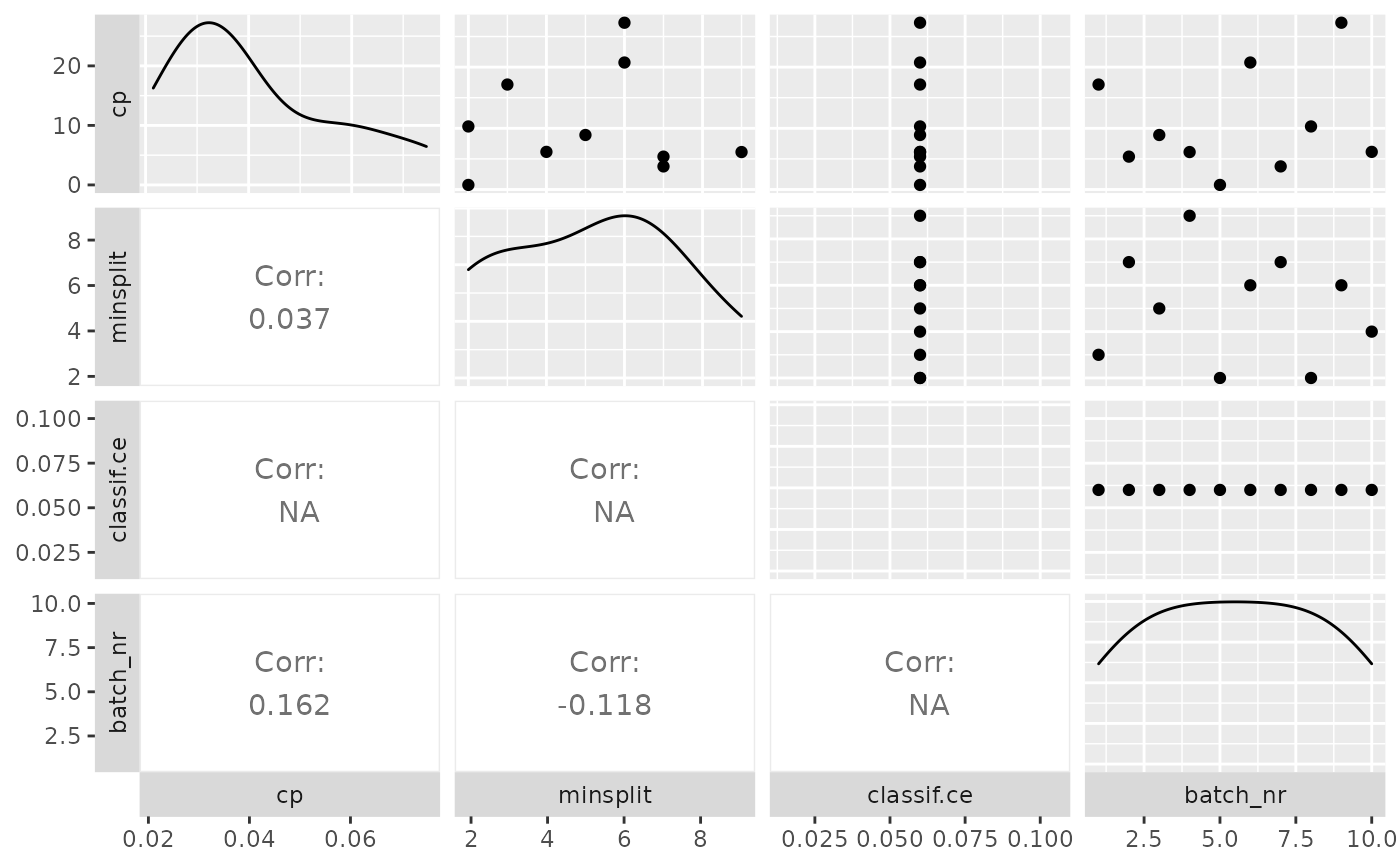 20
10
0
cp
8
6
4
2
minsplit
Corr:
0.037
0.100
0.075
0.050
0.025
classif.ce
Corr:
NA
Corr:
NA
10.0
7.5
5.0
2.5
batch_nr
Corr:
0.162
Corr:
-0.118
Corr:
NA
cp minsplit classif.ce batch_nr
0.02 0.04 0.06 2 4 6 8 0.025 0.050 0.075 0.100 2.5 5.0 7.5 10.0